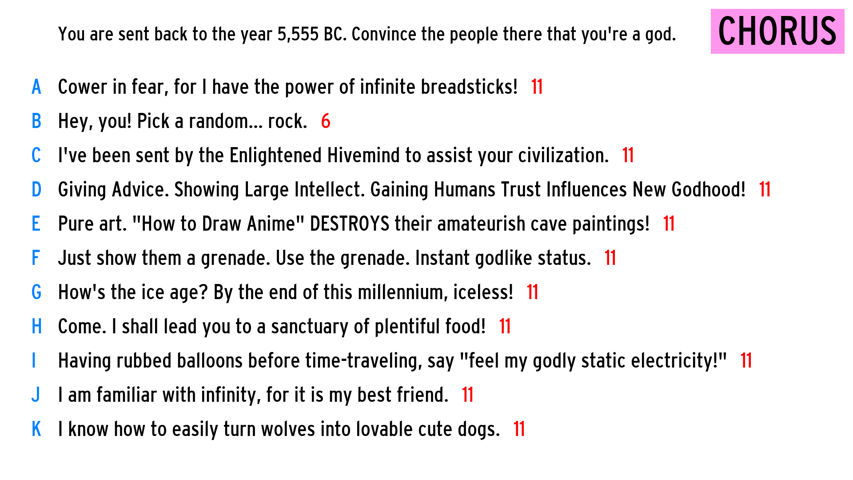 You are sent back to the year 5,555 BC. Convince the people there that you're a god.
CHORUS
A Cower in fear, for I have the power of infinite breadsticks! 11
B Hey, you! Pick a random... rock. 6
C I've been sent by the Enlightened Hivemind to assist your civilization. 11
D Giving Advice. Showing Large Intellect. Gaining Humans Trust Influences New Godhood! 11
E Pure art. "How to Draw Anime" DESTROYS their amateurish cave paintings! 11
F Just show them a grenade. Use the grenade. Instant godlike status. 11
G How's the ice age? By the end of this millennium, iceless! 11
H Come. I shall lead you to a sanctuary of plentiful food! 11
I Having rubbed balloons before time-traveling, say "feel my godly static electricity!" 11
J I am familiar with infinity, for it is my best friend. 11
K I know how to easily turn wolves into lovable cute dogs. 11